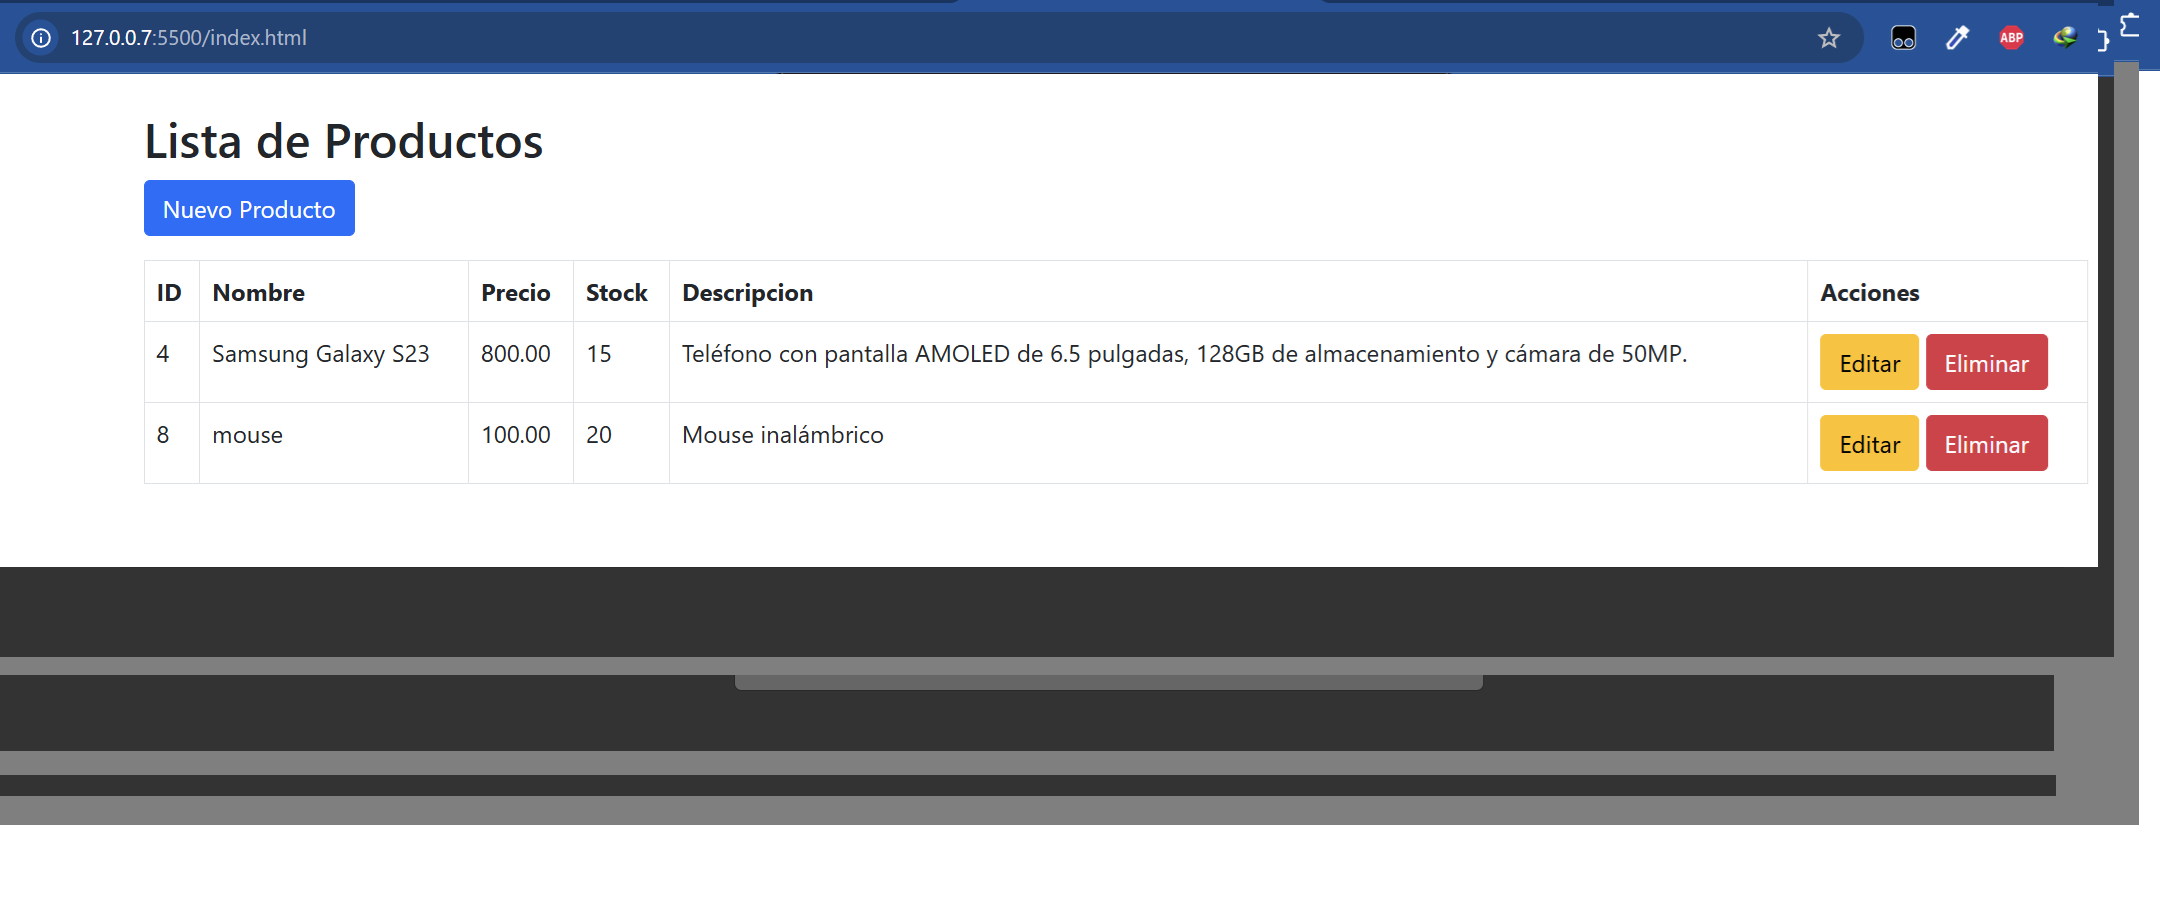 127.0.0.7:5500/index.html
ABP
Lista de Productos
Nuevo Producto
ID Nombre Precio Stock Descripcion Acciones
4 Samsung Galaxy S23 800.00 15 Teléfono con pantalla AMOLED de 6.5 pulgadas, 128GB de almacenamiento y cámara de 50MP. Editar Eliminar
8 mouse 100.00 20 Mouse inalámbrico Editar Eliminar